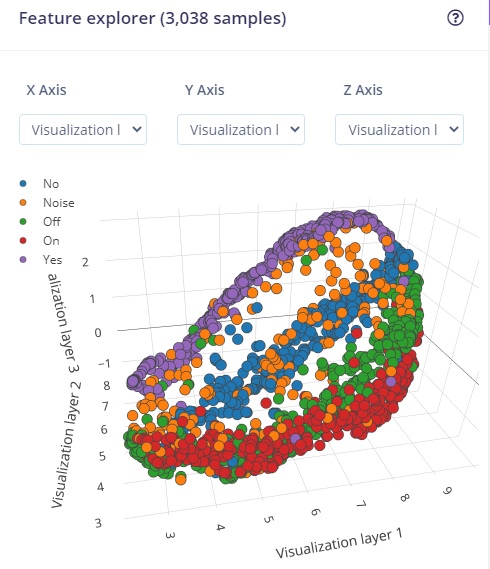 Feature explorer (3,038 samples)
X Axis Y Axis Z Axis
Visualization l Visualization l Visualization l
No
Noise
Off
On
Yes
2
1
0
−1
8
7
6
5
4
3
alization layer 3
Visualization layer 2
3 4 5 6 7 8 9
Visualization layer 1